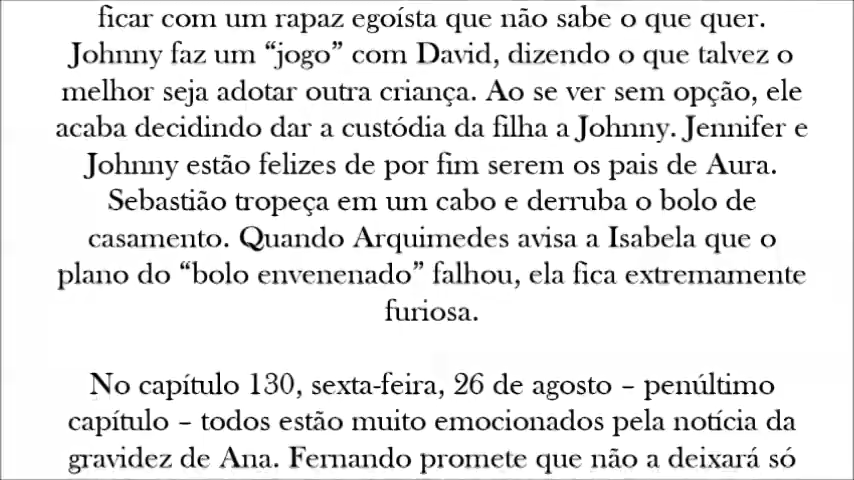 ficar com um rapaz egoísta que não sabe o que quer.
Johnny faz um “jogo” com David, dizendo o que talvez o
melhor seja adotar outra criança. Ao se ver sem opção, ele
acaba decidindo dar a custódia da filha a Johnny. Jennifer e
Johnny estão felizes de por fim serem os pais de Aura.
Sebastião tropeça em um cabo e derruba o bolo de
casamento. Quando Arquimedes avisa a Isabela que o
plano do “bolo envenenado” falhou, ela fica extremamente
furiosa.
No capítulo 130, sexta-feira, 26 de agosto – penúltimo
capítulo – todos estão muito emocionados pela notícia da
gravidez de Ana. Fernando promete que não a deixará só